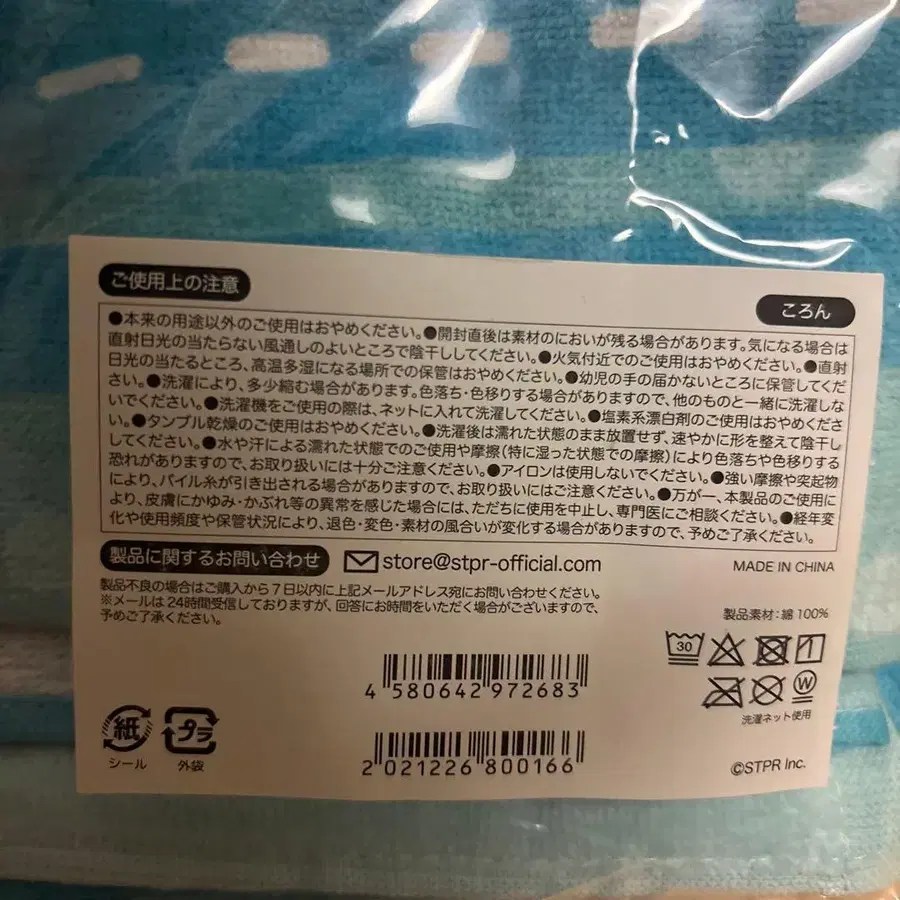 ご使用上の注意
ころん
●本来の用途以外のご使用はおやめください。●開封直後は素材のにおいが残る場合があります。気になる場合は
直射日光の当たらない風通しのよいところで陰干ししてください。●火気付近でのご使用はおやめください。●直射
日光の当たるところ、高温多湿になる場所での保管はおやめください。●幼児の手の届かないところに保管してくだ
さい。●洗濯により、多少縮む場合があります。色落ち・色移りする場合がありますので、他のものと一緒に洗濯しな
いでください。●洗濯機をご使用の際は、ネットに入れて洗濯してください。●塩素系漂白剤のご使用はおやめくださ
い。●タンブル乾燥のご使用はおやめください。●洗濯後は濡れた状態のまま放置せず、速やかに形を整えて陰干し
してください。●水や汗による濡れた状態でのご使用や摩擦(特に湿った状態での摩擦)により色落ちや色移りする
恐れがありますので、お取り扱いには十分ご注意ください。●アイロンは使用しないでください。●強い摩擦や突起物
により、パイル糸が引き出される場合がありますので、お取り扱いにはご注意ください。●万が一、本製品のご使用に
より、皮膚にかゆみ・かぶれ等の異常を感じた場合には、ただちに使用を中止し、専門医にご相談ください。●経年変
化や使用頻度や保管状況により、退色・変色・素材の風合いが変化する場合がありますので、予めご了承ください。
製品に関するお問い合わせ
store@stpr-official.com
MADE IN CHINA
製品不良の場合はご購入から7日以内に上記メールアドレス宛にお問い合わせください。
※メールは24時間受信しておりますが、回答にお時間をいただく場合がございますので、
予めご了承ください。
製品素材:綿 100%
30
W
洗濯ネット使用
4 580642 972683
紙
シール
プラ
外袋
2 021226 800166
©STPR Inc.